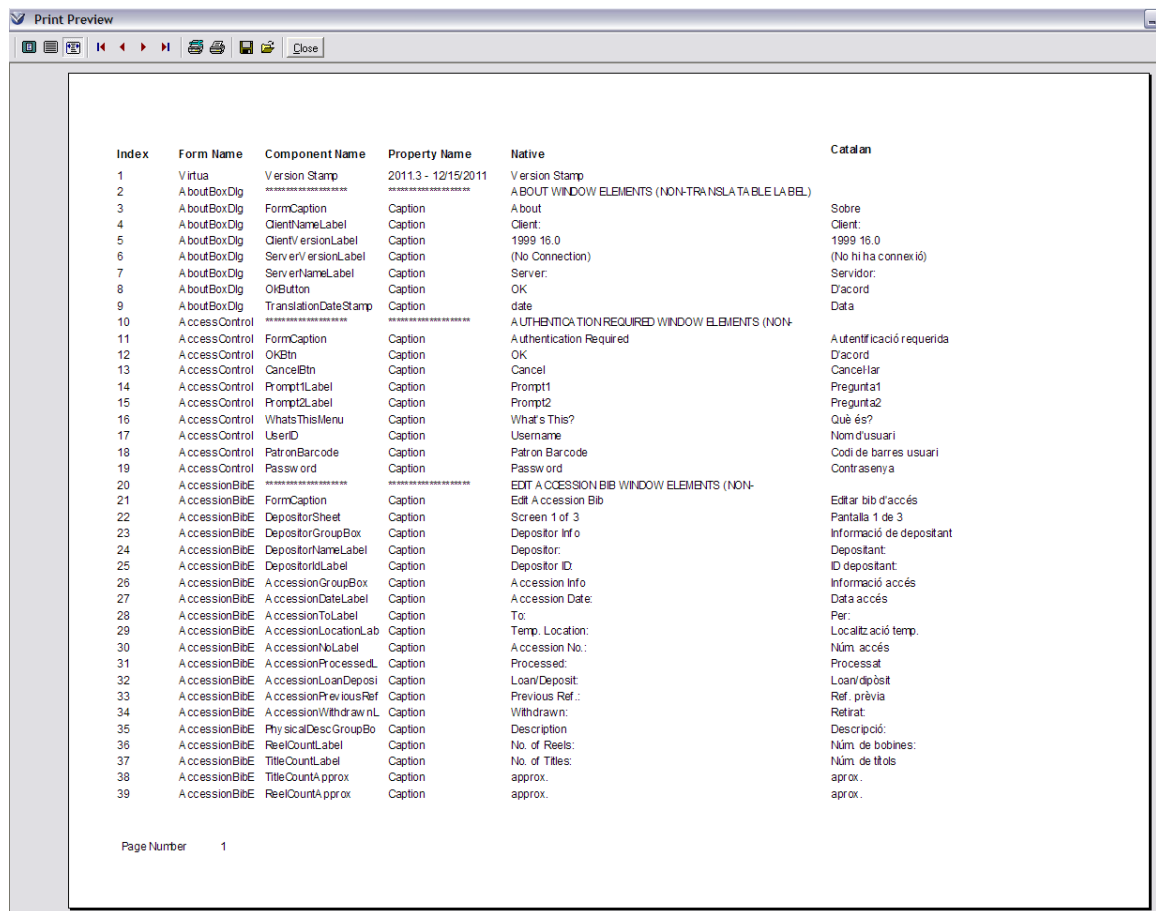 Print Preview
Close
Index Form Name Component Name Property Name Native Catalan
1 Virtua Version Stamp 2011.3 - 12/15/2011 Version Stamp
2 AboutBoxDlg ******************** ******************** ABOUT WINDOW ELEMENTS (NON-TRANSLATABLE LABEL)
3 AboutBoxDlg FormCaption Caption About Sobre
4 AboutBoxDlg ClientNameLabel Caption Client: Client:
5 AboutBoxDlg ClientVersionLabel Caption 1999 16.0 1999 16.0
6 AboutBoxDlg ServerVersionLabel Caption (No Connection) (No hi ha connexió)
7 AboutBoxDlg ServerNameLabel Caption Server: Servidor:
8 AboutBoxDlg OkButton Caption OK D'acord
9 AboutBoxDlg TranslationDateStamp Caption date Data
10 AccessControl ******************** ******************** AUTHENTICATION REQUIRED WINDOW ELEMENTS (NON-
11 AccessControl FormCaption Caption Authentication Required Autentificació requerida
12 AccessControl OKBtn Caption OK D'acord
13 AccessControl CancelBtn Caption Cancel Cancel·lar
14 AccessControl Prompt1Label Caption Prompt1 Pregunta1
15 AccessControl Prompt2Label Caption Prompt2 Pregunta2
16 AccessControl WhatsThisMenu Caption What's This? Què és?
17 AccessControl UserID Caption Username Nom d'usuari
18 AccessControl PatronBarcode Caption Patron Barcode Codi de barres usuari
19 AccessControl Password Caption Password Contrasenya
20 AccessionBibE ******************** ******************** EDIT ACCESSION BIB WINDOW ELEMENTS (NON-
21 AccessionBibE FormCaption Caption Edit Accession Bib Editar bib d'accés
22 AccessionBibE DepositorSheet Caption Screen 1 of 3 Pantalla 1 de 3
23 AccessionBibE DepositorGroupBox Caption Depositor Info Informació de depositant
24 AccessionBibE DepositorNameLabel Caption Depositor: Depositant:
25 AccessionBibE DepositorIdLabel Caption Depositor ID: ID depositant:
26 AccessionBibE AccessionGroupBox Caption Accession Info Informació accés
27 AccessionBibE AccessionDateLabel Caption Accession Date: Data accés
28 AccessionBibE AccessionToLabel Caption To: Per:
29 AccessionBibE AccessionLocationLab Caption Temp. Location: Localització temp.
30 AccessionBibE AccessionNoLabel Caption Accession No.: Núm. accés
31 AccessionBibE AccessionProcessedL Caption Processed: Processat
32 AccessionBibE AccessionLoanDeposi Caption Loan/Deposit: Loan/dipòsit
33 AccessionBibE AccessionPreviousRef Caption Previous Ref.: Ref. prèvia
34 AccessionBibE AccessionWithdrawnL Caption Withdrawn: Retirat:
35 AccessionBibE PhysicalDescGroupBo Caption Description Descripció:
36 AccessionBibE ReelCountLabel Caption No. of Reels: Núm. de bobines:
37 AccessionBibE TitleCountLabel Caption No. of Titles: Núm. de títols
38 AccessionBibE TitleCountApprox Caption approx. aprox.
39 AccessionBibE ReelCountApprox Caption approx. aprox.
Page Number 1